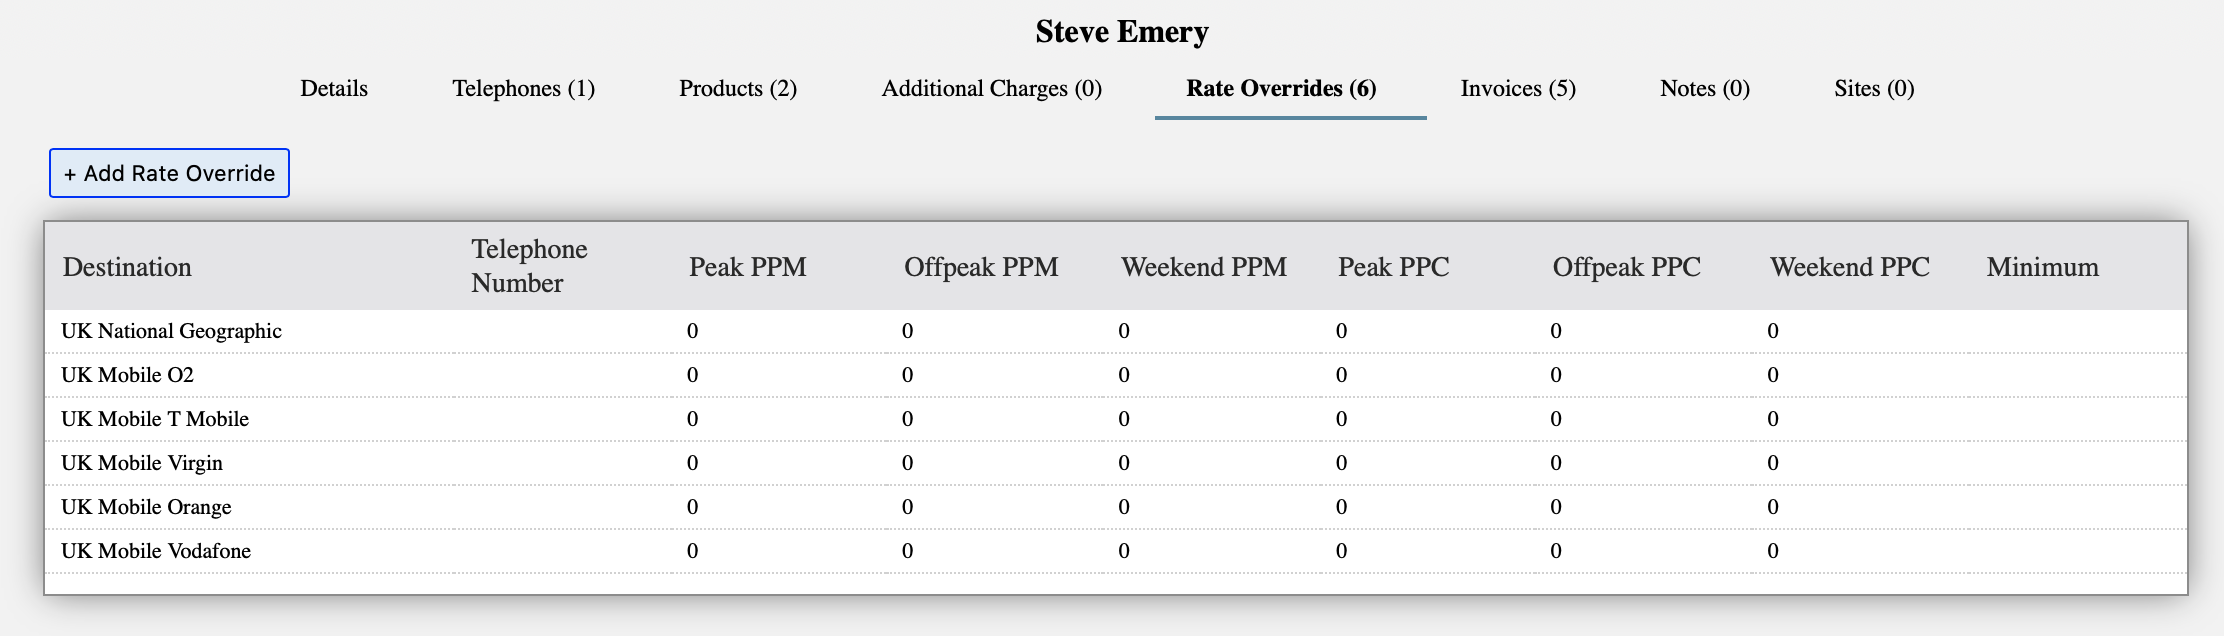 Steve Emery
Details Telephones (1) Products (2) Additional Charges (0) Rate Overrides (6) Invoices (5) Notes (0) Sites (0)
+ Add Rate Override
Destination Telephone Number Peak PPM Offpeak PPM Weekend PPM Peak PPC Offpeak PPC Weekend PPC Minimum
UK National Geographic 0 0 0 0 0 0
UK Mobile O2 0 0 0 0 0 0
UK Mobile T Mobile 0 0 0 0 0 0
UK Mobile Virgin 0 0 0 0 0 0
UK Mobile Orange 0 0 0 0 0 0
UK Mobile Vodafone 0 0 0 0 0 0